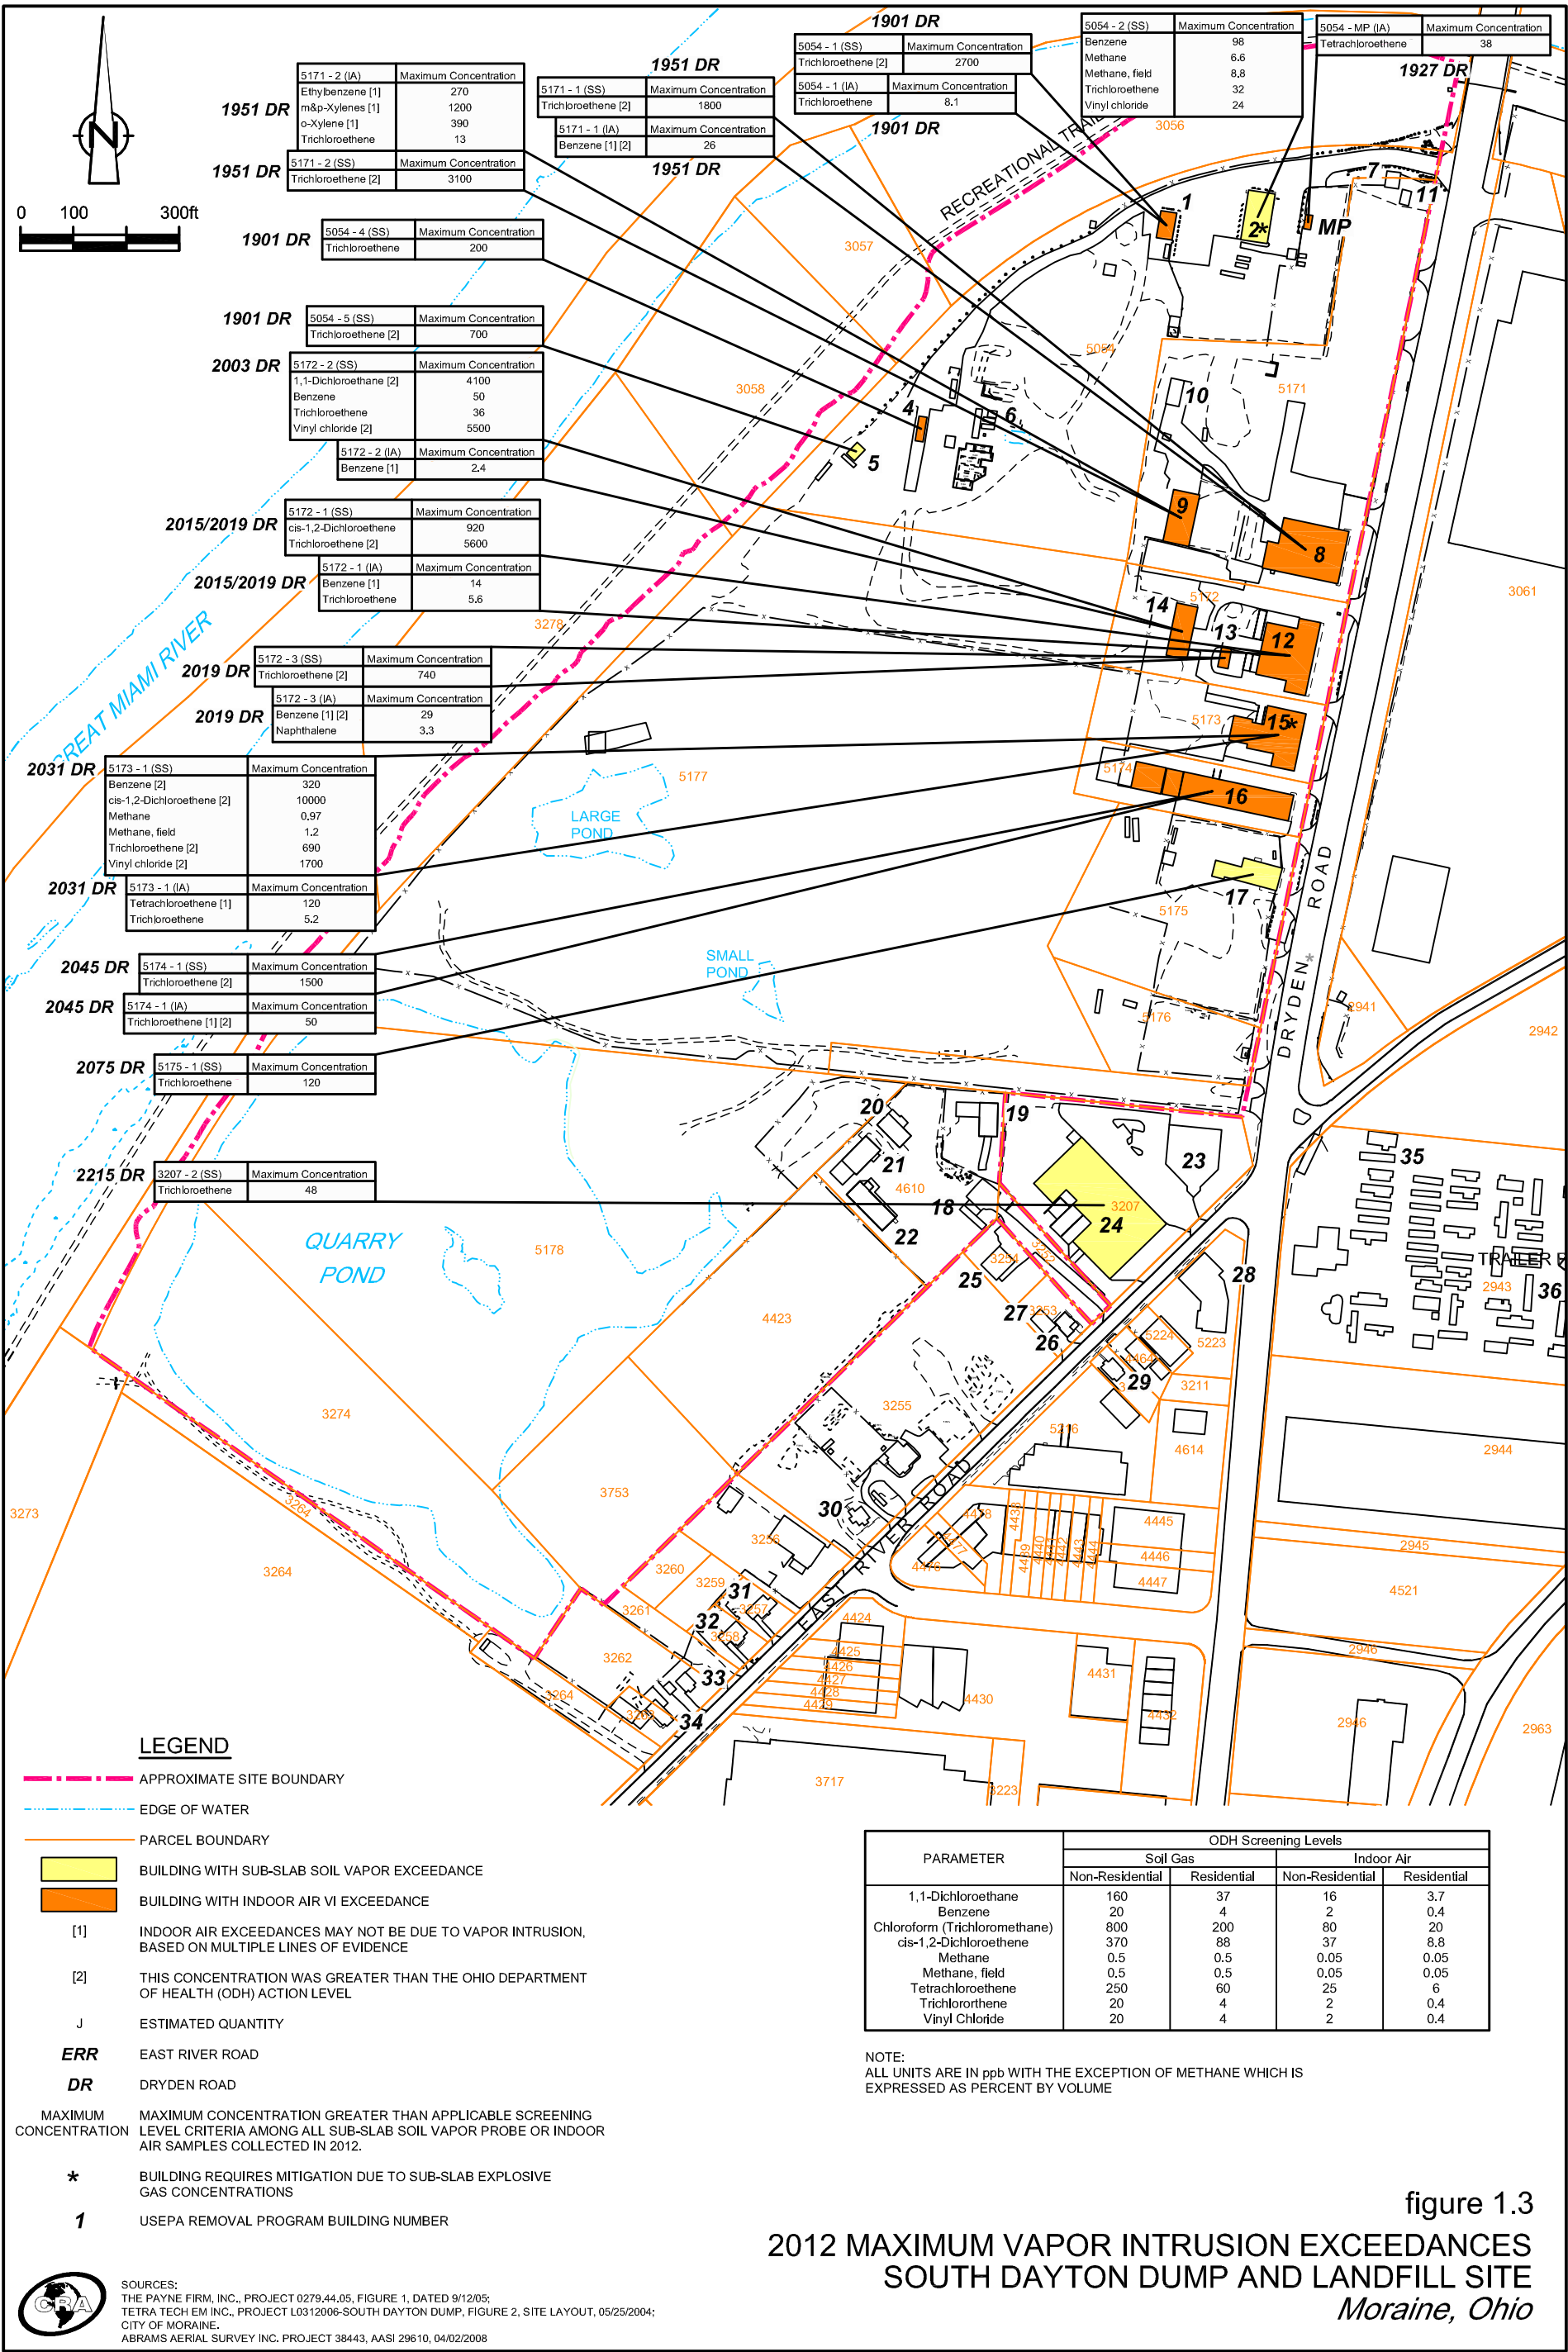 N
0 100 300ft
1951 DR
5171 - 2 (IA) Maximum Concentration
Ethylbenzene [1] 270
m&p-Xylenes [1] 1200
o-Xylene [1] 390
Trichloroethene 13
1951 DR
5171 - 2 (SS) Maximum Concentration
Trichloroethene [2] 3100
1951 DR
5171 - 1 (SS) Maximum Concentration
Trichloroethene [2] 1800
5171 - 1 (IA) Maximum Concentration
Benzene [1] [2] 26
1951 DR
1901 DR
5054 - 1 (SS) Maximum Concentration
Trichloroethene [2] 2700
5054 - 1 (IA) Maximum Concentration
Trichloroethene 8.1
1901 DR
5054 - 2 (SS) Maximum Concentration
Benzene 98
Methane 6.6
Methane, field 8.8
Trichloroethene 32
Vinyl chloride 24
5054 - MP (IA) Maximum Concentration
Tetrachloroethene 38
1927 DR
1901 DR
5054 - 4 (SS) Maximum Concentration
Trichloroethene 200
1901 DR
5054 - 5 (SS) Maximum Concentration
Trichloroethene [2] 700
2003 DR
5172 - 2 (SS) Maximum Concentration
1,1-Dichloroethane [2] 4100
Benzene 50
Trichloroethene 36
Vinyl chloride [2] 5500
5172 - 2 (IA) Maximum Concentration
Benzene [1] 2.4
2015/2019 DR
5172 - 1 (SS) Maximum Concentration
cis-1,2-Dichloroethene 920
Trichloroethene [2] 5600
2015/2019 DR
5172 - 1 (IA) Maximum Concentration
Benzene [1] 14
Trichloroethene 5.6
2019 DR
5172 - 3 (SS) Maximum Concentration
Trichloroethene [2] 740
2019 DR
5172 - 3 (IA) Maximum Concentration
Benzene [1] [2] 29
Naphthalene 3.3
2031 DR
5173 - 1 (SS) Maximum Concentration
Benzene [2] 320
cis-1,2-Dichloroethene [2] 10000
Methane 0.97
Methane, field 1.2
Trichloroethene [2] 690
Vinyl chloride [2] 1700
2031 DR
5173 - 1 (IA) Maximum Concentration
Tetrachloroethene [1] 120
Trichloroethene 5.2
2045 DR
5174 - 1 (SS) Maximum Concentration
Trichloroethene [2] 1500
2045 DR
5174 - 1 (IA) Maximum Concentration
Trichloroethene [1] [2] 50
2075 DR
5175 - 1 (SS) Maximum Concentration
Trichloroethene 120
2215 DR
3207 - 2 (SS) Maximum Concentration
Trichloroethene 48
RECREATIONAL
GREAT MIAMI RIVER
LARGE
POND
SMALL
POND
QUARRY
POND
DRYDEN* ROAD
EAST RIVER ROAD
3056
3057
3058
5054
5171
3061
3278
5172
5173
5174
5177
5175
5176
2941
2942
2943
3207
4610
5178
4423
3254
3253
3255
5224
5223
4464
3211
5216
4614
2944
3274
3273
3264
3264
3264
3753
3256
3260
3259
3257
3258
3261
3262
4478
4477
4476
4438
4439
4440
4442
4443
4444
4445
4446
4447
2945
4521
4424
4425
4426
4427
4428
4429
4430
4431
4432
2946
2946
2963
3717
3223
1
2*
MP
4
5
6
7
8
9
10
11
12
13
14
15*
16
17
18
19
20
21
22
23
24
25
26
27
28
29
30
31
32
33
34
35
36
LEGEND
APPROXIMATE SITE BOUNDARY
EDGE OF WATER
PARCEL BOUNDARY
BUILDING WITH SUB-SLAB SOIL VAPOR EXCEEDANCE
BUILDING WITH INDOOR AIR VI EXCEEDANCE
[1] INDOOR AIR EXCEEDANCES MAY NOT BE DUE TO VAPOR INTRUSION,
BASED ON MULTIPLE LINES OF EVIDENCE
[2] THIS CONCENTRATION WAS GREATER THAN THE OHIO DEPARTMENT
OF HEALTH (ODH) ACTION LEVEL
J ESTIMATED QUANTITY
ERR EAST RIVER ROAD
DR DRYDEN ROAD
MAXIMUM CONCENTRATION MAXIMUM CONCENTRATION GREATER THAN APPLICABLE SCREENING
LEVEL CRITERIA AMONG ALL SUB-SLAB SOIL VAPOR PROBE OR INDOOR
AIR SAMPLES COLLECTED IN 2012.
* BUILDING REQUIRES MITIGATION DUE TO SUB-SLAB EXPLOSIVE
GAS CONCENTRATIONS
1 USEPA REMOVAL PROGRAM BUILDING NUMBER
ODH Screening Levels
PARAMETER Soil Gas Indoor Air
Non-Residential Residential Non-Residential Residential
1,1-Dichloroethane 160 37 16 3.7
Benzene 20 4 2 0.4
Chloroform (Trichloromethane) 800 200 80 20
cis-1,2-Dichloroethene 370 88 37 8.8
Methane 0.5 0.5 0.05 0.05
Methane, field 0.5 0.5 0.05 0.05
Tetrachloroethene 250 60 25 6
Trichlororthene 20 4 2 0.4
Vinyl Chloride 20 4 2 0.4
NOTE:
ALL UNITS ARE IN ppb WITH THE EXCEPTION OF METHANE WHICH IS
EXPRESSED AS PERCENT BY VOLUME
figure 1.3
2012 MAXIMUM VAPOR INTRUSION EXCEEDANCES
SOUTH DAYTON DUMP AND LANDFILL SITE
Moraine, Ohio
CRA
SOURCES:
THE PAYNE FIRM, INC., PROJECT 0279.44.05, FIGURE 1, DATED 9/12/05;
TETRA TECH EM INC., PROJECT L0312006-SOUTH DAYTON DUMP, FIGURE 2, SITE LAYOUT, 05/25/2004;
CITY OF MORAINE.
ABRAMS AERIAL SURVEY INC. PROJECT 38443, AASI 29610, 04/02/2008